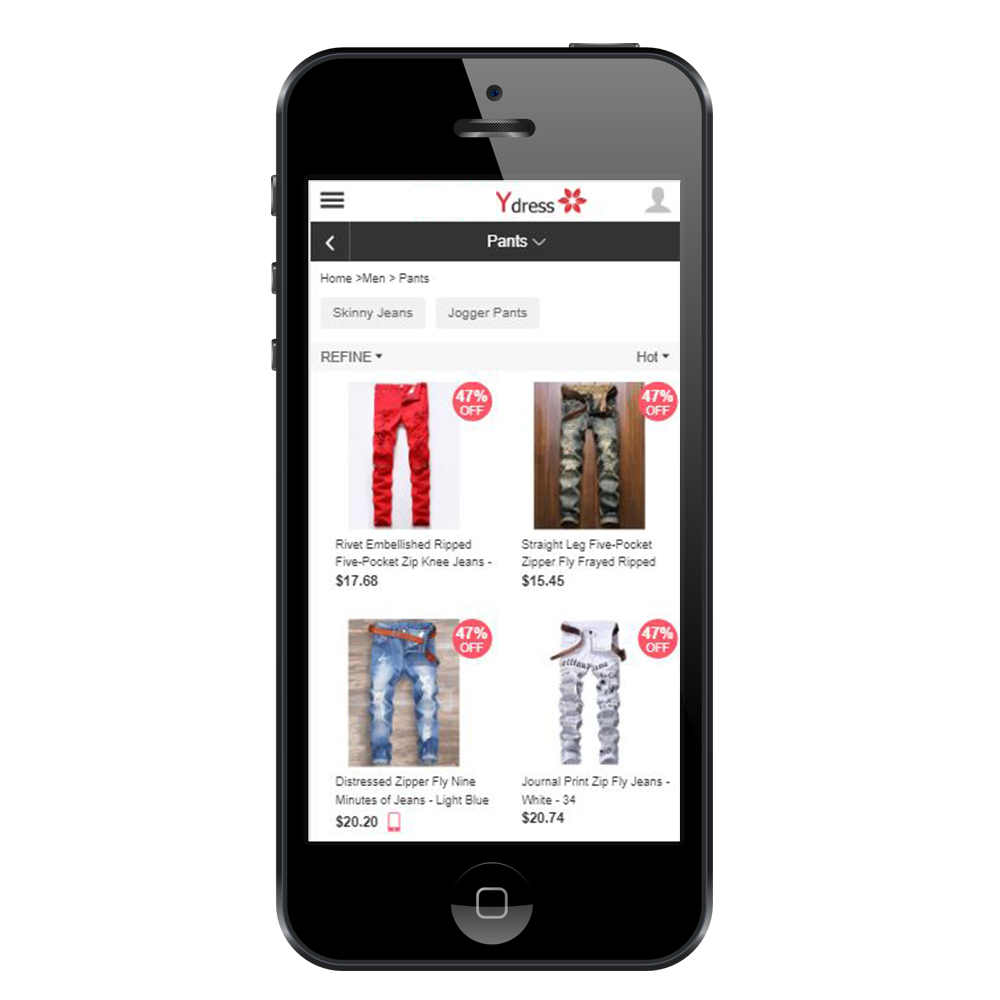 Ydress
Pants
Home >Men > Pants
Skinny Jeans
Jogger Pants
REFINE
Hot
47%
OFF
47%
OFF
Rivet Embellished Ripped
Five-Pocket Zip Knee Jeans -
$17.68
Straight Leg Five-Pocket
Zipper Fly Frayed Ripped
$15.45
47%
OFF
47%
OFF
Distressed Zipper Fly Nine
Minutes of Jeans - Light Blue
$20.20
Journal Print Zip Fly Jeans -
White - 34
$20.74